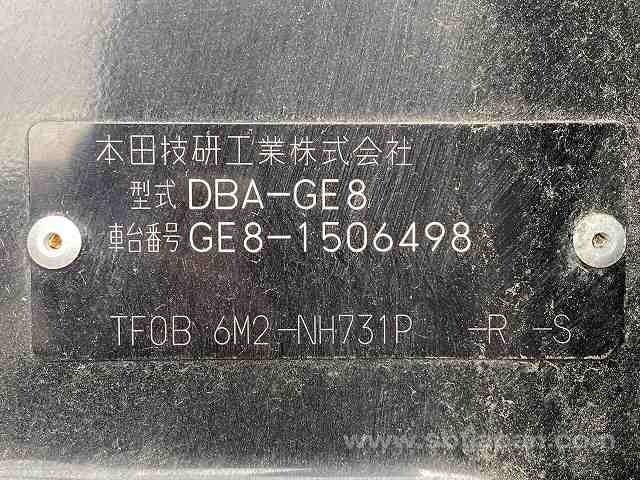 本田技研工業株式会社
型式 DBA-GE8
車台番号 GE8-1506498
TF0B 6M2-NH731P -R -S
www.sbtjapan.com